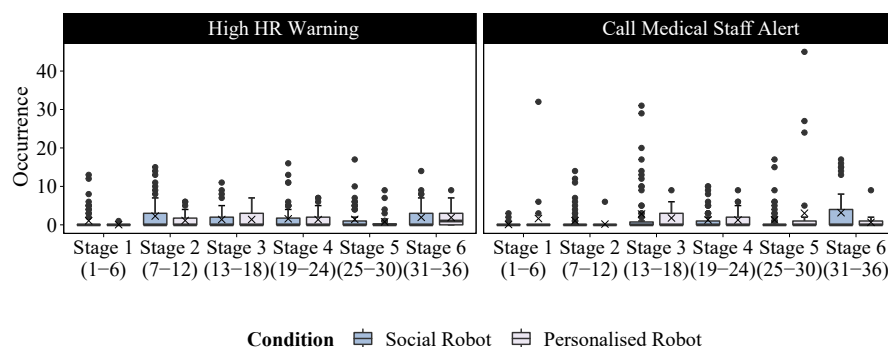 High HR Warning
Call Medical Staff Alert
Occurrence
40
30
20
10
0
Stage 1 Stage 2 Stage 3 Stage 4 Stage 5 Stage 6
(1−6) (7−12) (13−18) (19−24) (25−30) (31−36)
Stage 1 Stage 2 Stage 3 Stage 4 Stage 5 Stage 6
(1−6) (7−12) (13−18) (19−24) (25−30) (31−36)
Condition Social Robot Personalised Robot